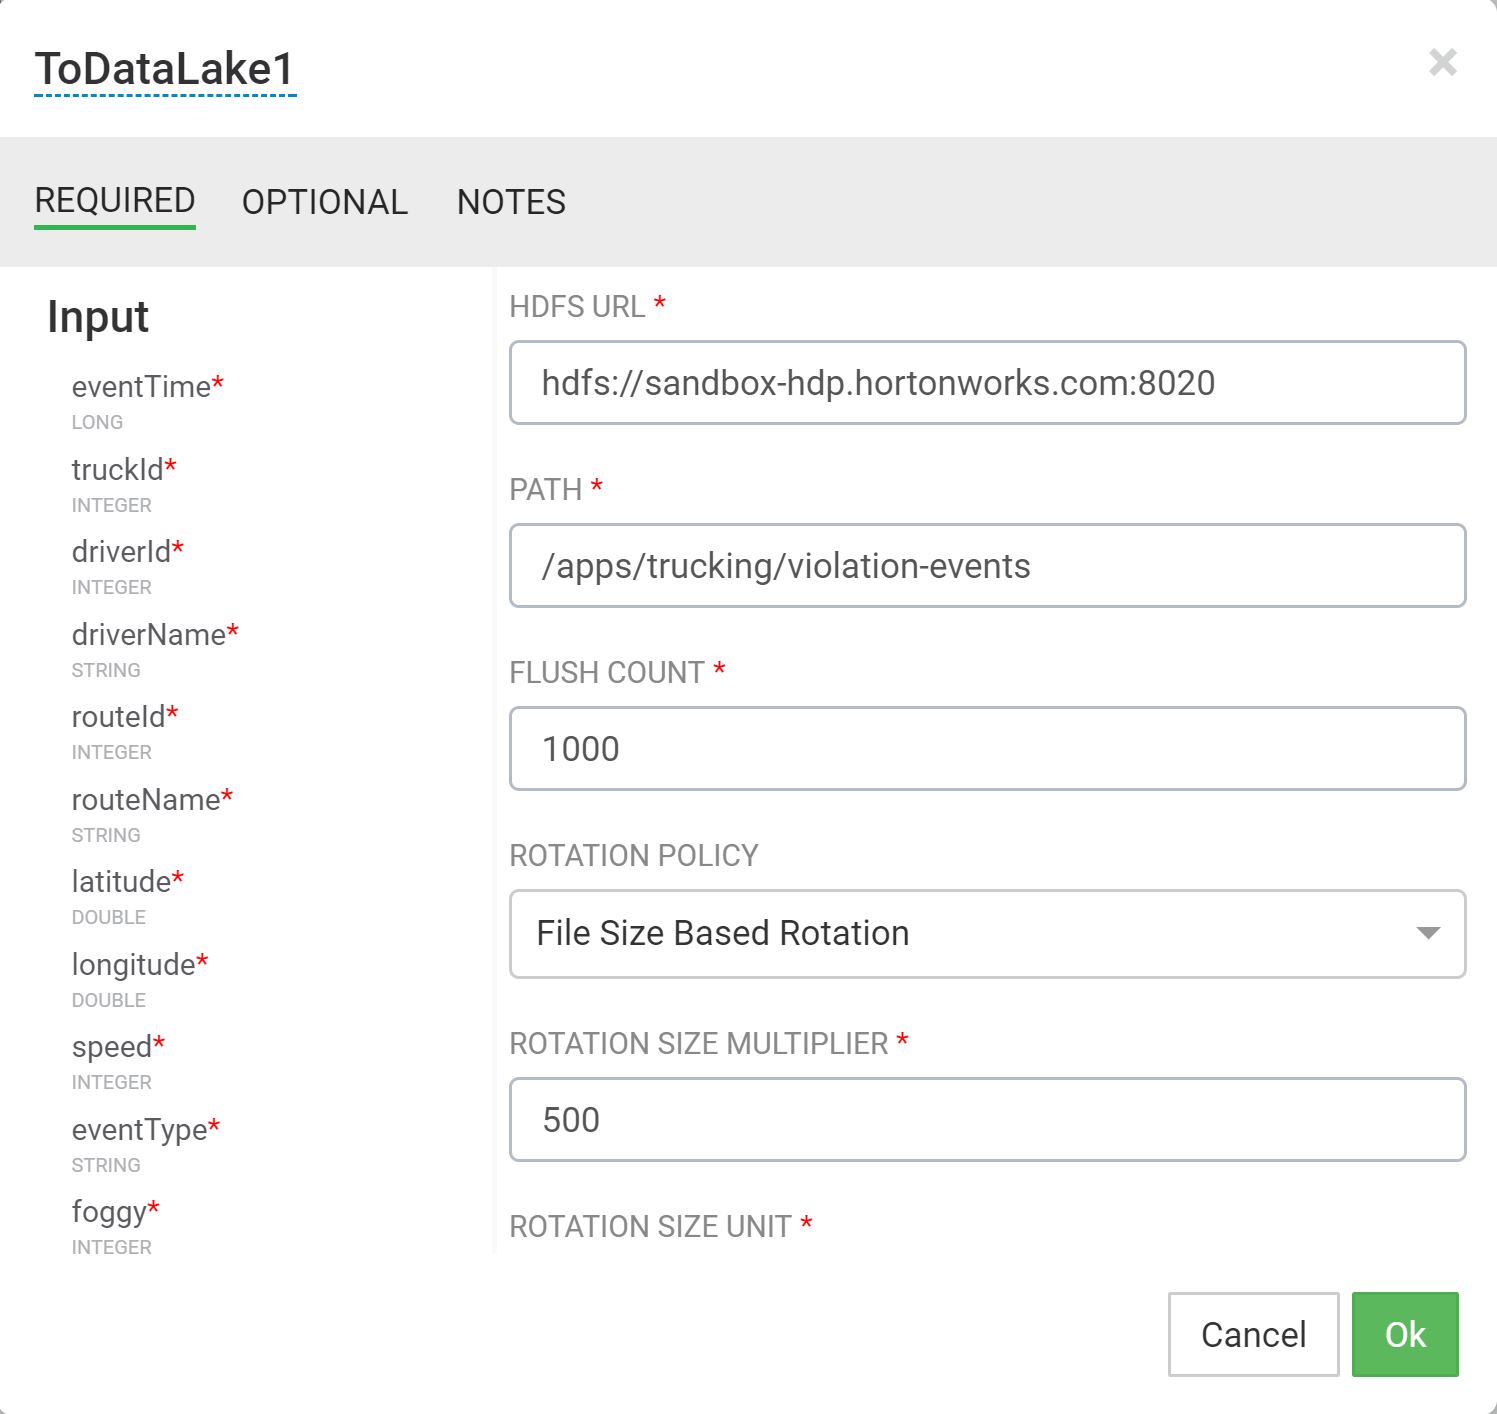 ToDataLake1
REQUIRED OPTIONAL NOTES
Input
eventTime*
LONG
truckId*
INTEGER
driverId*
INTEGER
driverName*
STRING
routeId*
INTEGER
routeName*
STRING
latitude*
DOUBLE
longitude*
DOUBLE
speed*
INTEGER
eventType*
STRING
foggy*
INTEGER
HDFS URL *
hdfs://sandbox-hdp.hortonworks.com:8020
PATH *
/apps/trucking/violation-events
FLUSH COUNT *
1000
ROTATION POLICY
File Size Based Rotation
ROTATION SIZE MULTIPLIER *
500
ROTATION SIZE UNIT *
Cancel Ok